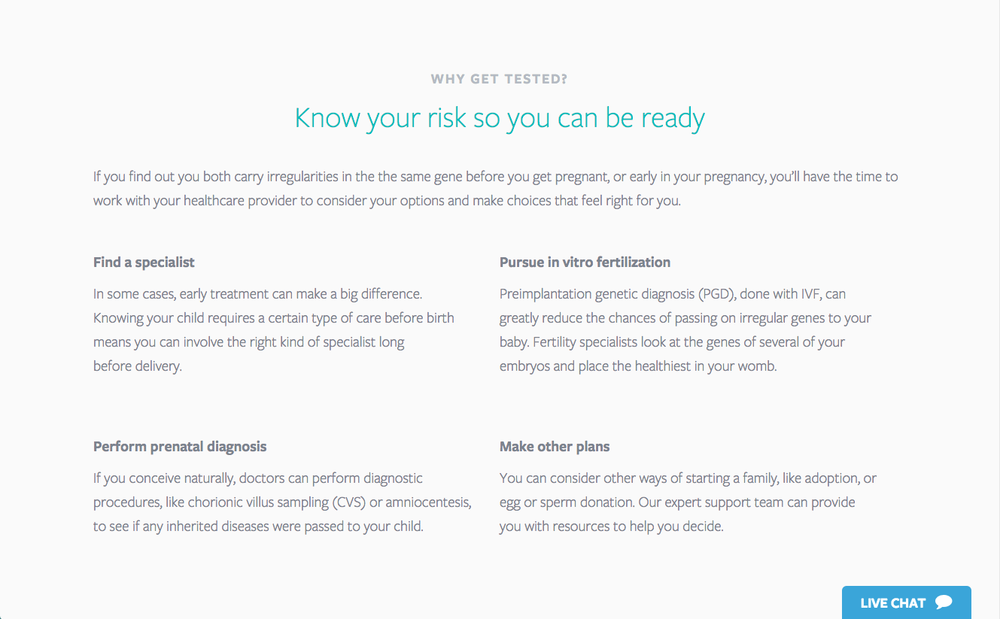 WHY GET TESTED?
Know your risk so you can be ready
If you find out you both carry irregularities in the the same gene before you get pregnant, or early in your pregnancy, you'll have the time to
work with your healthcare provider to consider your options and make choices that feel right for you.
Find a specialist
In some cases, early treatment can make a big difference.
Knowing your child requires a certain type of care before birth
means you can involve the right kind of specialist long
before delivery.
Pursue in vitro fertilization
Preimplantation genetic diagnosis (PGD), done with IVF, can
greatly reduce the chances of passing on irregular genes to your
baby. Fertility specialists look at the genes of several of your
embryos and place the healthiest in your womb.
Perform prenatal diagnosis
If you conceive naturally, doctors can perform diagnostic
procedures, like chorionic villus sampling (CVS) or amniocentesis,
to see if any inherited diseases were passed to your child.
Make other plans
You can consider other ways of starting a family, like adoption, or
egg or sperm donation. Our expert support team can provide
you with resources to help you decide.
LIVE CHAT